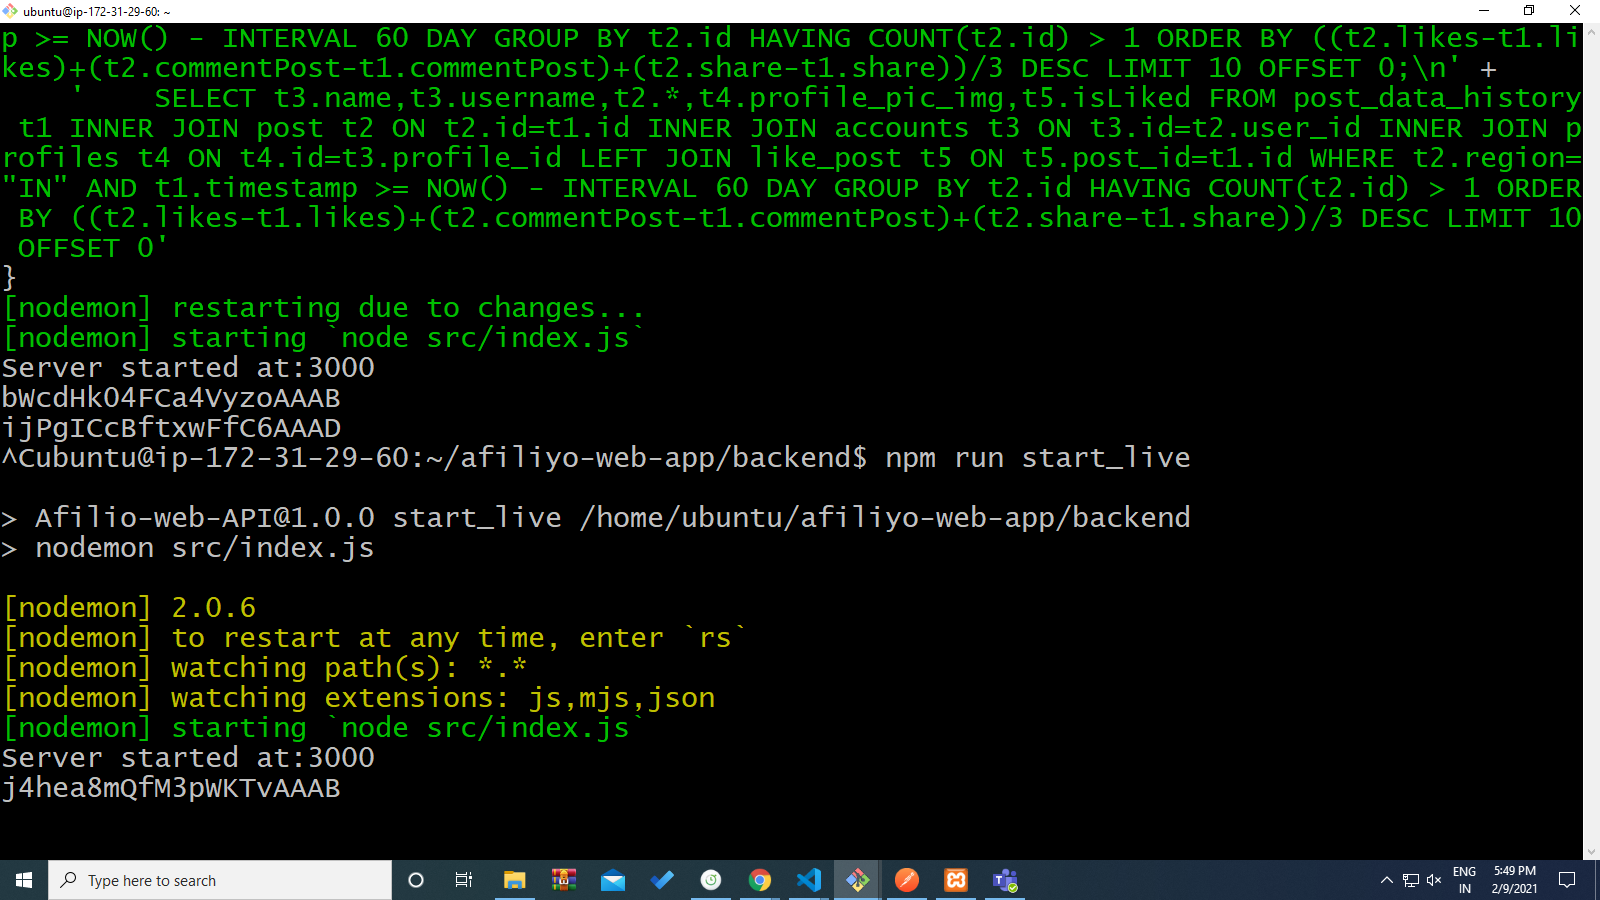 ubuntu@ip-172-31-29-60: ~
p >= NOW() - INTERVAL 60 DAY GROUP BY t2.id HAVING COUNT(t2.id) > 1 ORDER BY ((t2.likes-t1.li
kes)+(t2.commentPost-t1.commentPost)+(t2.share-t1.share))/3 DESC LIMIT 10 OFFSET 0;\n' +
    '    SELECT t3.name,t3.username,t2.*,t4.profile_pic_img,t5.isLiked FROM post_data_history
 t1 INNER JOIN post t2 ON t2.id=t1.id INNER JOIN accounts t3 ON t3.id=t2.user_id INNER JOIN p
rofiles t4 ON t4.id=t3.profile_id LEFT JOIN like_post t5 ON t5.post_id=t1.id WHERE t2.region=
"IN" AND t1.timestamp >= NOW() - INTERVAL 60 DAY GROUP BY t2.id HAVING COUNT(t2.id) > 1 ORDER
 BY ((t2.likes-t1.likes)+(t2.commentPost-t1.commentPost)+(t2.share-t1.share))/3 DESC LIMIT 10
 OFFSET 0'
}
[nodemon] restarting due to changes...
[nodemon] starting `node src/index.js`
Server started at:3000
bWcdHkO4FCa4VyzoAAAB
ijPgICcBftxwFfC6AAAD
^Cubuntu@ip-172-31-29-60:~/afiliyo-web-app/backend$ npm run start_live
> Afilio-web-API@1.0.0 start_live /home/ubuntu/afiliyo-web-app/backend
> nodemon src/index.js
[nodemon] 2.0.6
[nodemon] to restart at any time, enter `rs`
[nodemon] watching path(s): *.*
[nodemon] watching extensions: js,mjs,json
[nodemon] starting `node src/index.js`
Server started at:3000
j4hea8mQfM3pWKTvAAAB
Type here to search
ENG
IN
5:49 PM
2/9/2021